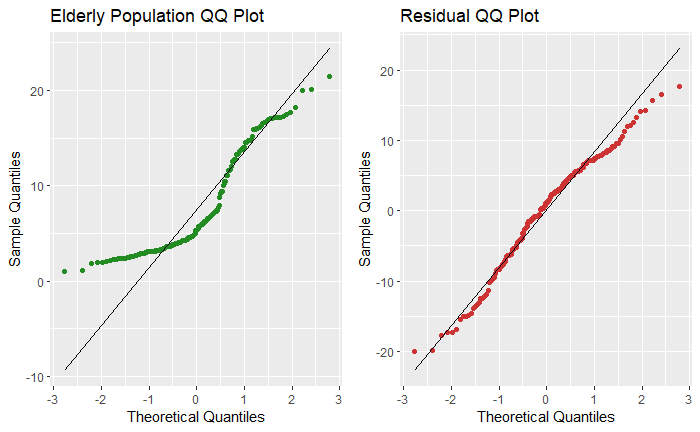 Elderly Population QQ Plot
20
10
0
-10
Sample Quantiles
-3 -2 -1 0 1 2 3
Theoretical Quantiles
Residual QQ Plot
20
10
0
-10
-20
Sample Quantiles
-3 -2 -1 0 1 2 3
Theoretical Quantiles